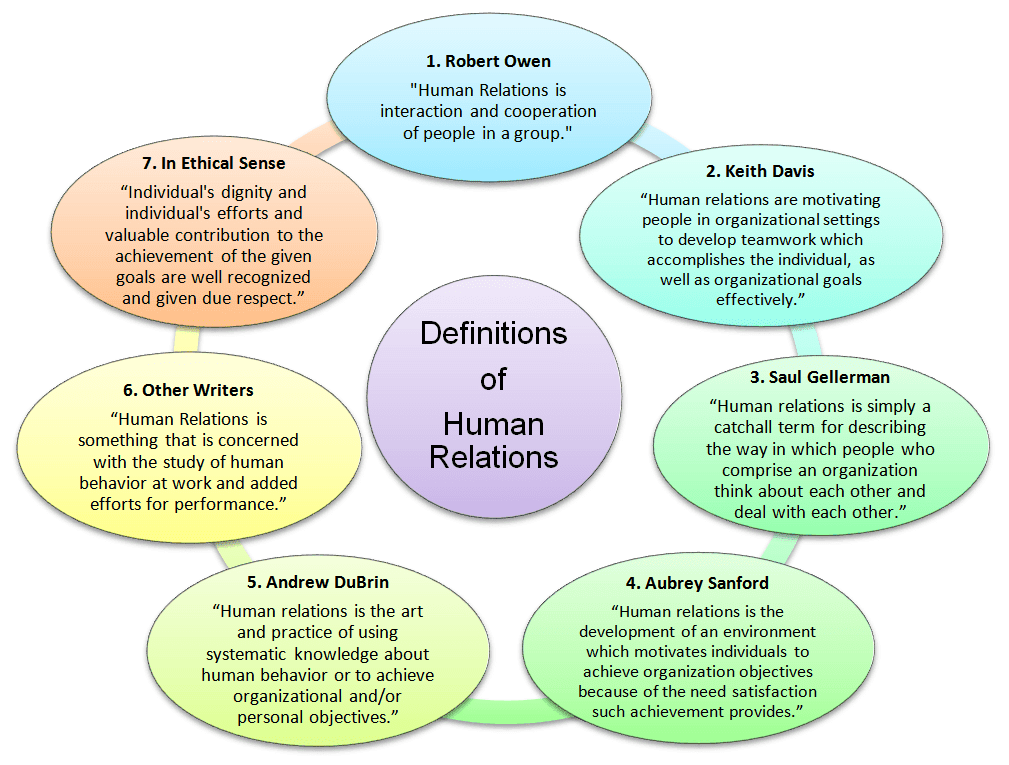 1. Robert Owen
"Human Relations is
interaction and cooperation
of people in a group."
2. Keith Davis
“Human relations are motivating
people in organizational settings
to develop teamwork which
accomplishes the individual, as
well as organizational goals
effectively.”
3. Saul Gellerman
“Human relations is simply a
catchall term for describing
the way in which people who
comprise an organization
think about each other and
deal with each other.”
4. Aubrey Sanford
“Human relations is the
development of an environment
which motivates individuals to
achieve organization objectives
because of the need satisfaction
such achievement provides.”
5. Andrew DuBrin
“Human relations is the art
and practice of using
systematic knowledge about
human behavior or to achieve
organizational and/or
personal objectives.”
6. Other Writers
“Human Relations is
something that is concerned
with the study of human
behavior at work and added
efforts for performance.”
7. In Ethical Sense
“Individual's dignity and
individual's efforts and
valuable contribution to the
achievement of the given
goals are well recognized
and given due respect.”
Definitions
of
Human
Relations